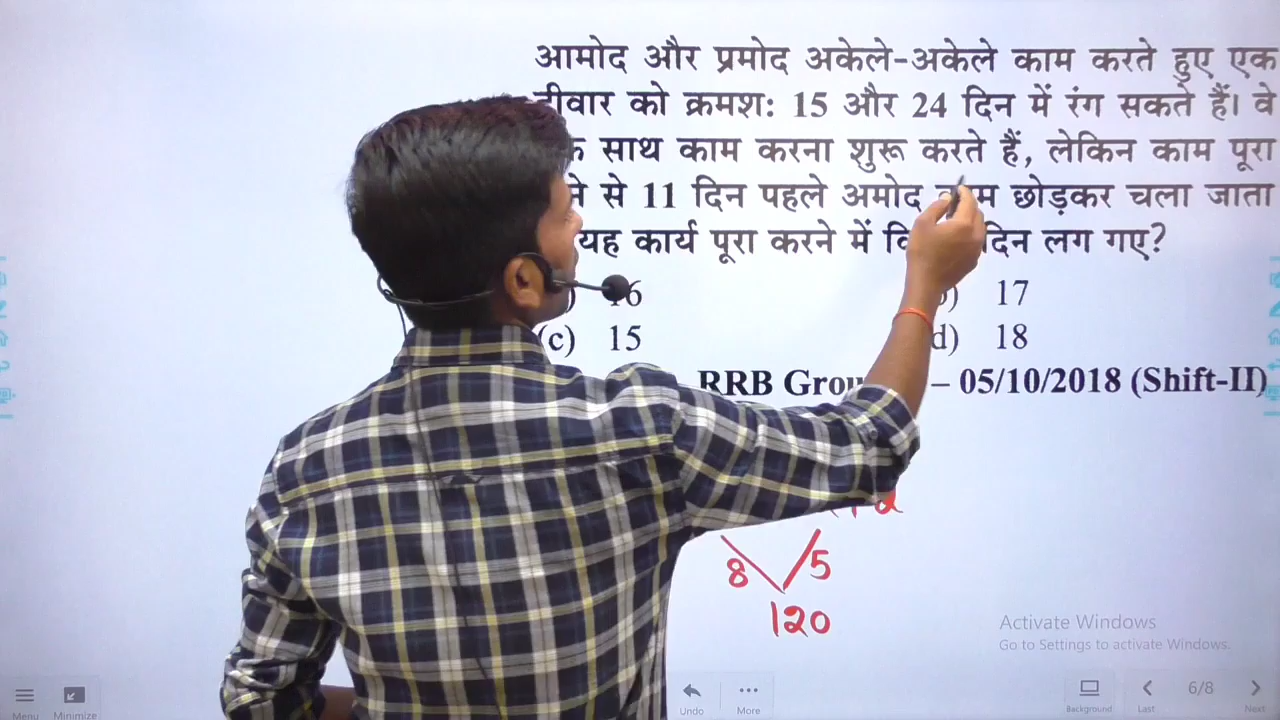 आमोद और प्रमोद अकेले-अकेले काम करते हुए एक
दीवार को क्रमश: 15 और 24 दिन में रंग सकते हैं। वे
साथ काम करना शुरू करते हैं, लेकिन काम पूरा
से 11 दिन पहले अमोद काम छोड़कर चला जाता
यह कार्य पूरा करने में दिन लग गए?
16 17
(c) 15 d) 18
RRB – 05/10/2018 (Shift-II)
8 5
120
Activate Windows
Go to Settings to activate Windows.
Menu Minimize Undo More Background Last 6/8 Next